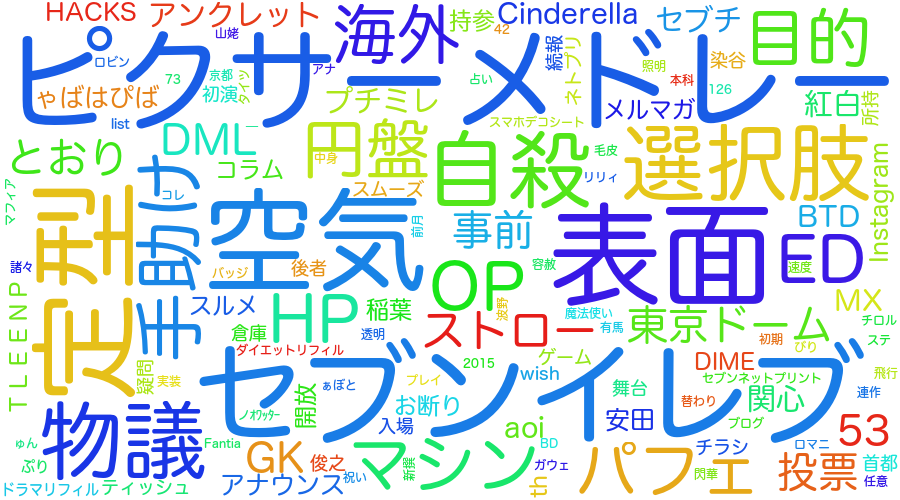 HACKS
アンクレット
山姥
ロビン
海外
持参
Cinderella
42
セブチ
目的
ピクサー
メドレー
続報
ネトプリ
照明
染谷
アナ
73
京都
初演
タイツ
占い
本科
126
ゃばはぴば
プチミレ
メルマガ
紅白
所持
list
DML
一
円盤
中身
スマホデコシート
自殺
選択肢
毛皮
リリィ
とおり
コラム
スムーズ
Instagram
マフィア
定型
手助け
コレ
空気
前月
事前
表面
BTD
ED
諸々
バッジ
後者
OP
容赦
速度
TLEENP
スルメ
HP
稲葉
波野
魔法使い
有馬
東京ドーム
MX
チロル
倉庫
透明
ストロー
初期
ステ
ダイエットリフィル
疑問
実装
セブンイレブン
2015
ゲーム
DIME
びり
wish
セブンネットプリント
飛行
ぁぽと
プレイ
開放
お断り
舞台
替わり
関心
連作
物議
ノオワッター
入場
aoi
安田
ブログ
53
ゅん
Fantia
マシン
BD
チラシ
ロマニ
ぷり
GK
俊之
新撰
ガウェ
パフェ
閃華
投票
首都
ドラマリフィル
ティッシュ
アナウンス
祝い
th
任意